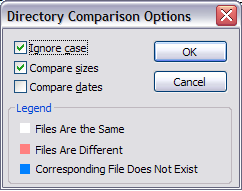 Directory Comparison Options
Ignore case
OK
Compare sizes
Cancel
Compare dates
Legend
Files Are the Same
Files Are Different
Corresponding File Does Not Exist